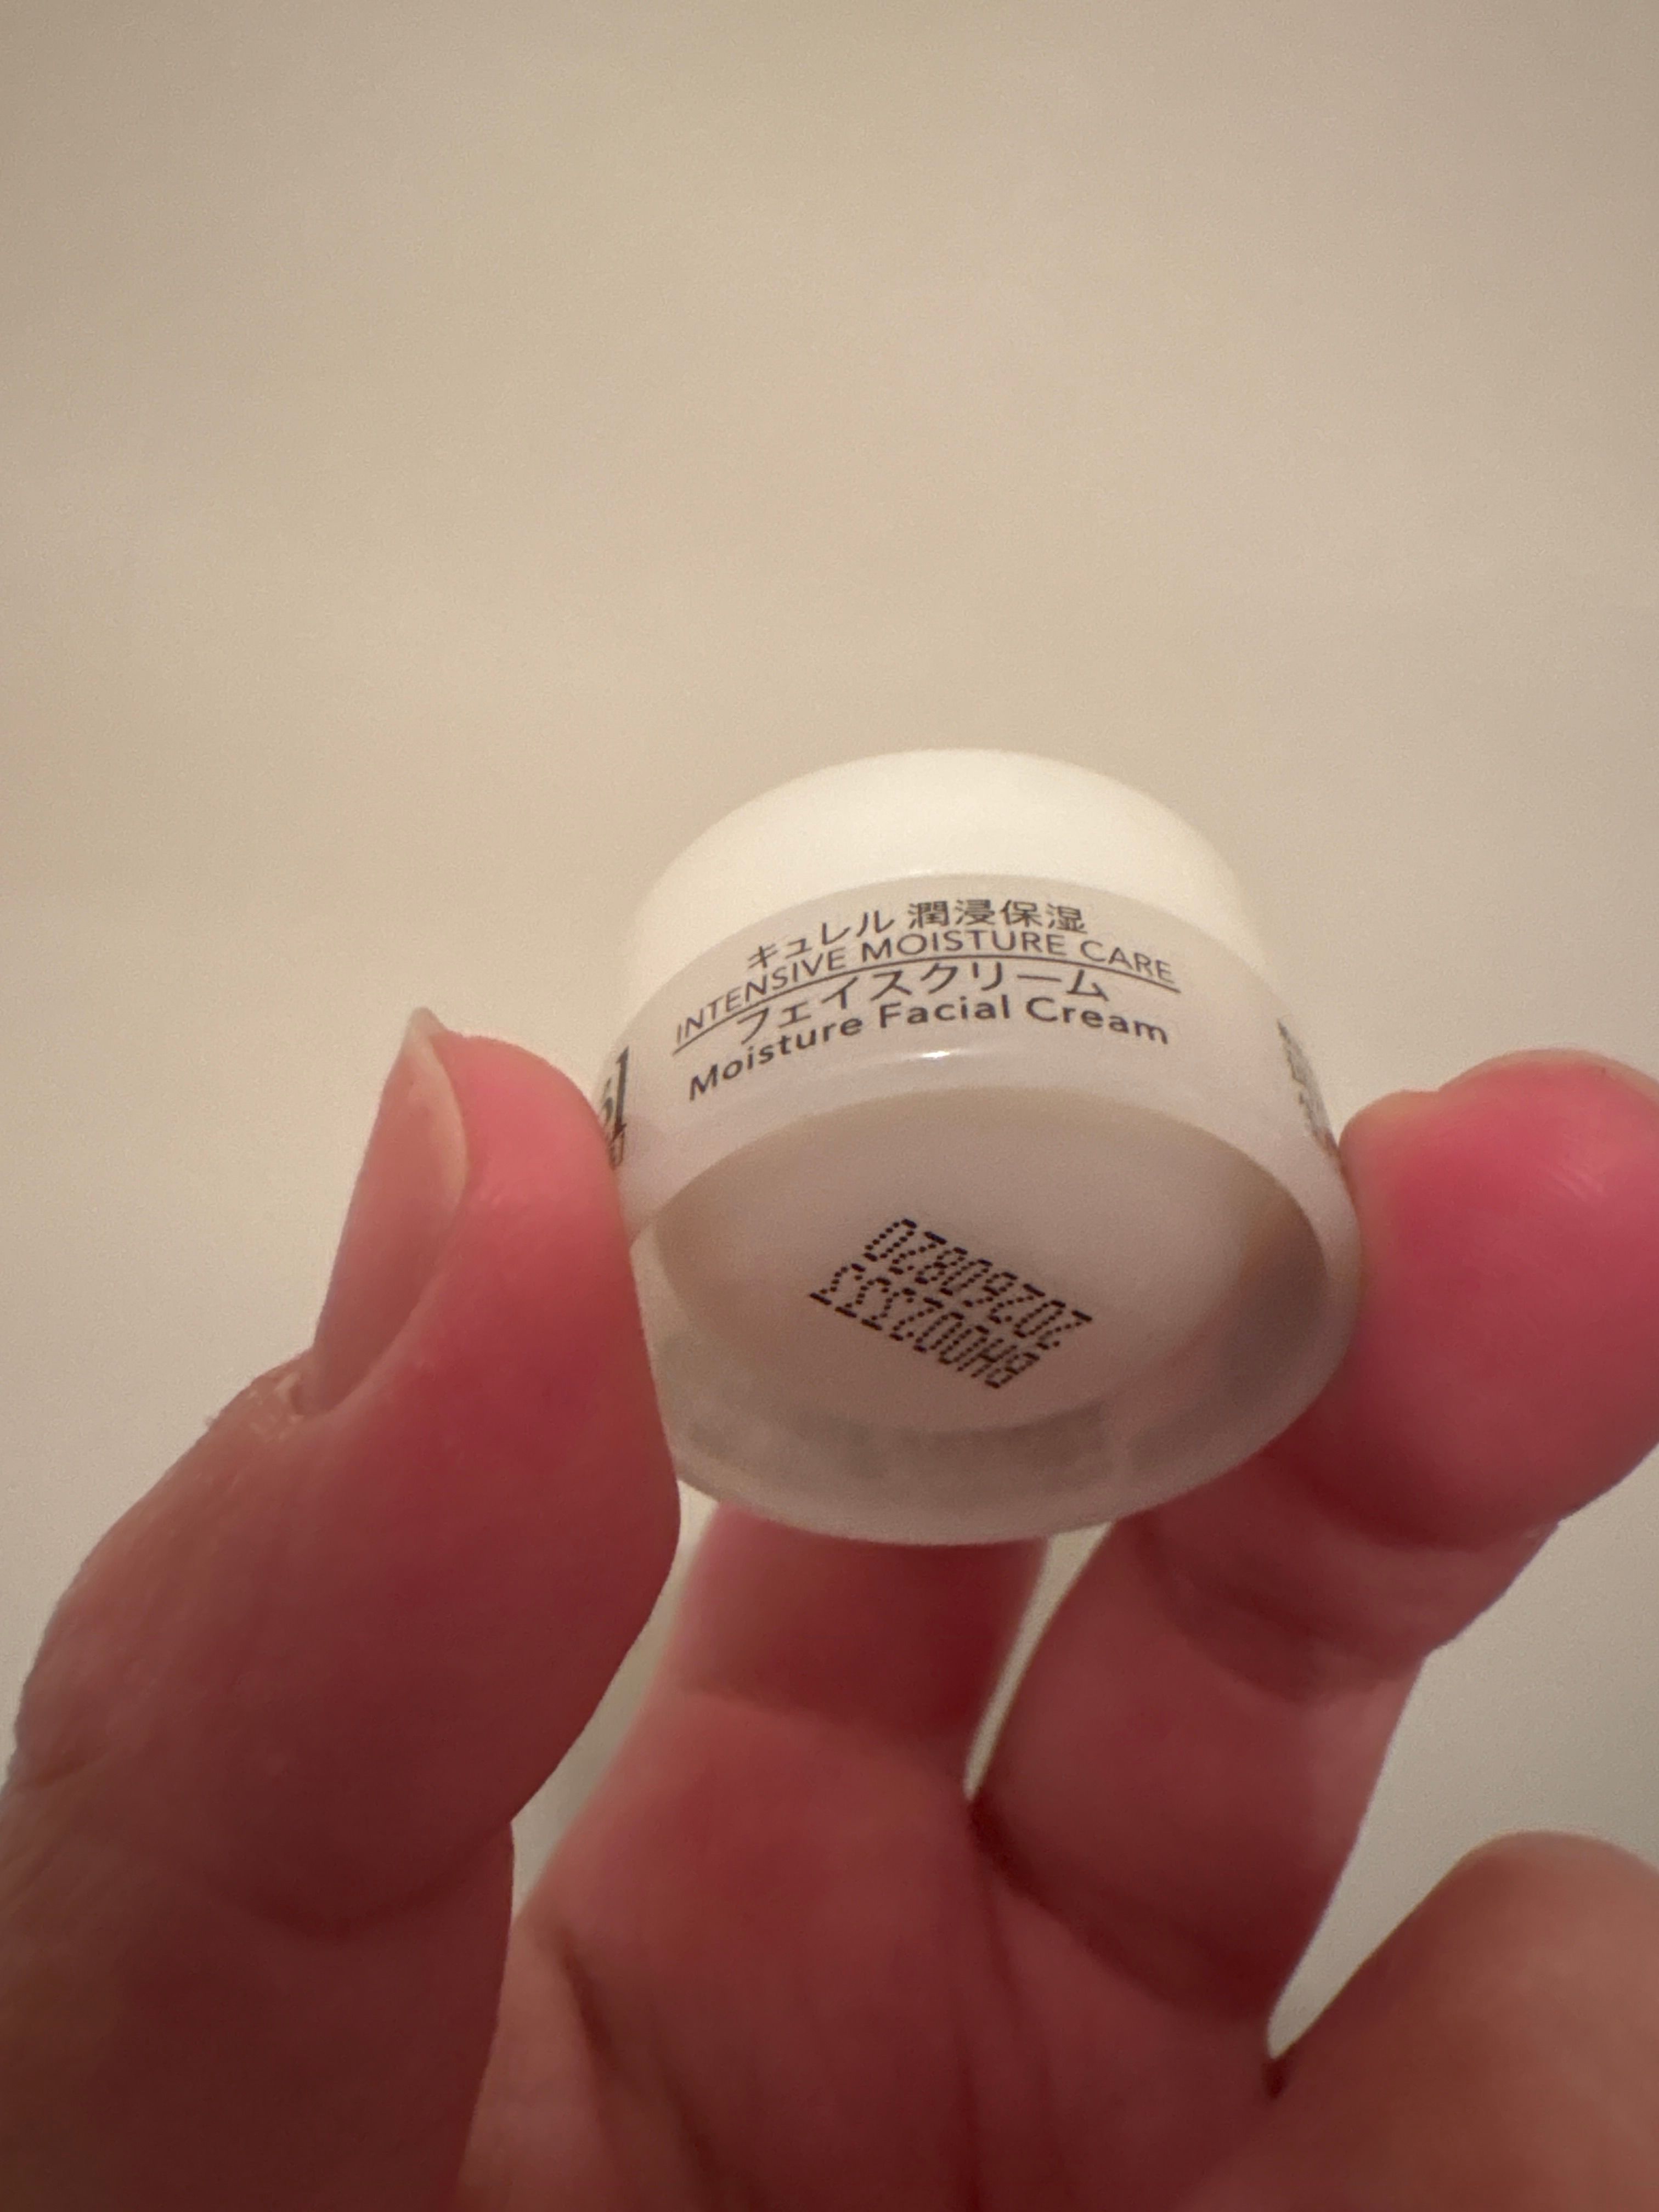 キュレル 潤浸保湿
INTENSIVE MOISTURE CARE
フェイスクリーム
Moisture Facial Cream
20260820